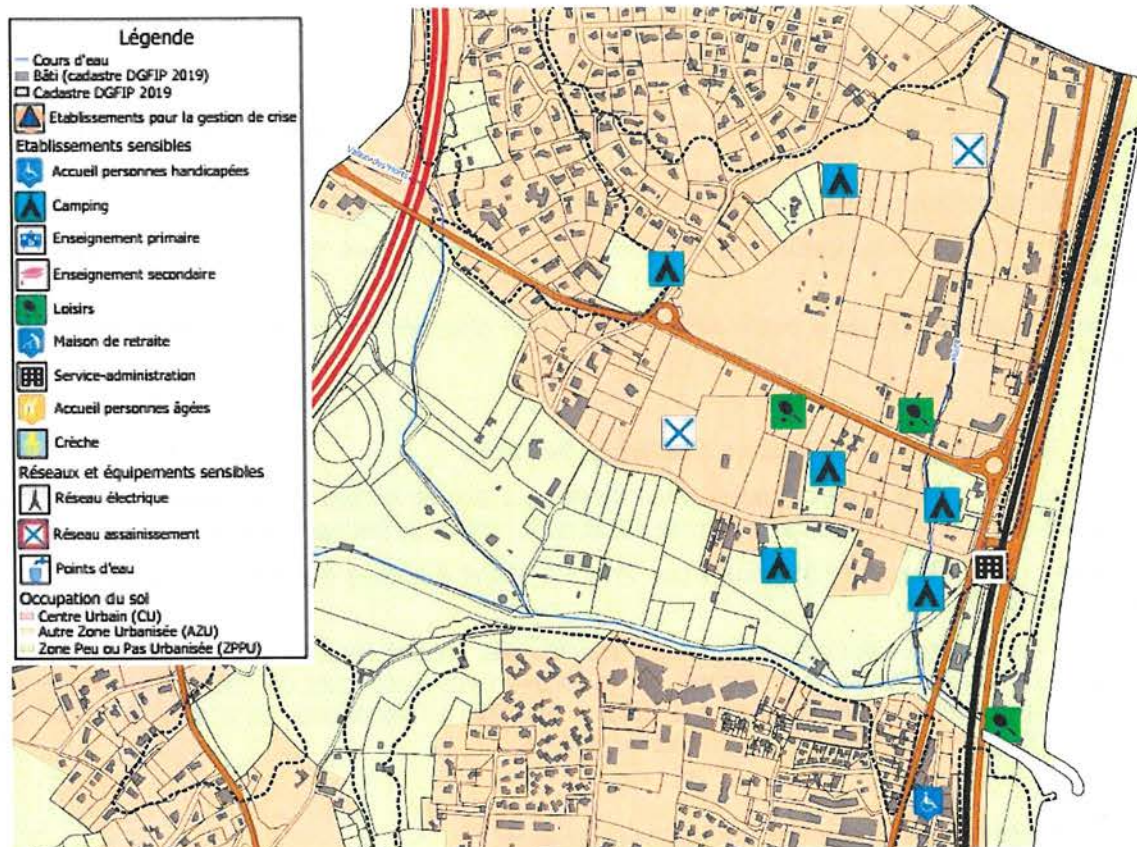 Légende
Cours d'eau
Bâti (cadastre DGFIP 2019)
Cadastre DGFIP 2019
Etablissements pour la gestion de crise
Etablissements sensibles
Accueil personnes handicapées
Camping
Enseignement primaire
Enseignement secondaire
Loisirs
Maison de retraite
Service-administration
Accueil personnes âgées
Crèche
Réseaux et équipements sensibles
Réseau électrique
Réseau assainissement
Points d'eau
Occupation du sol
Centre Urbain (CU)
Autre Zone Urbanisée (AZU)
Zone Peu ou Pas Urbanisée (ZPPU)